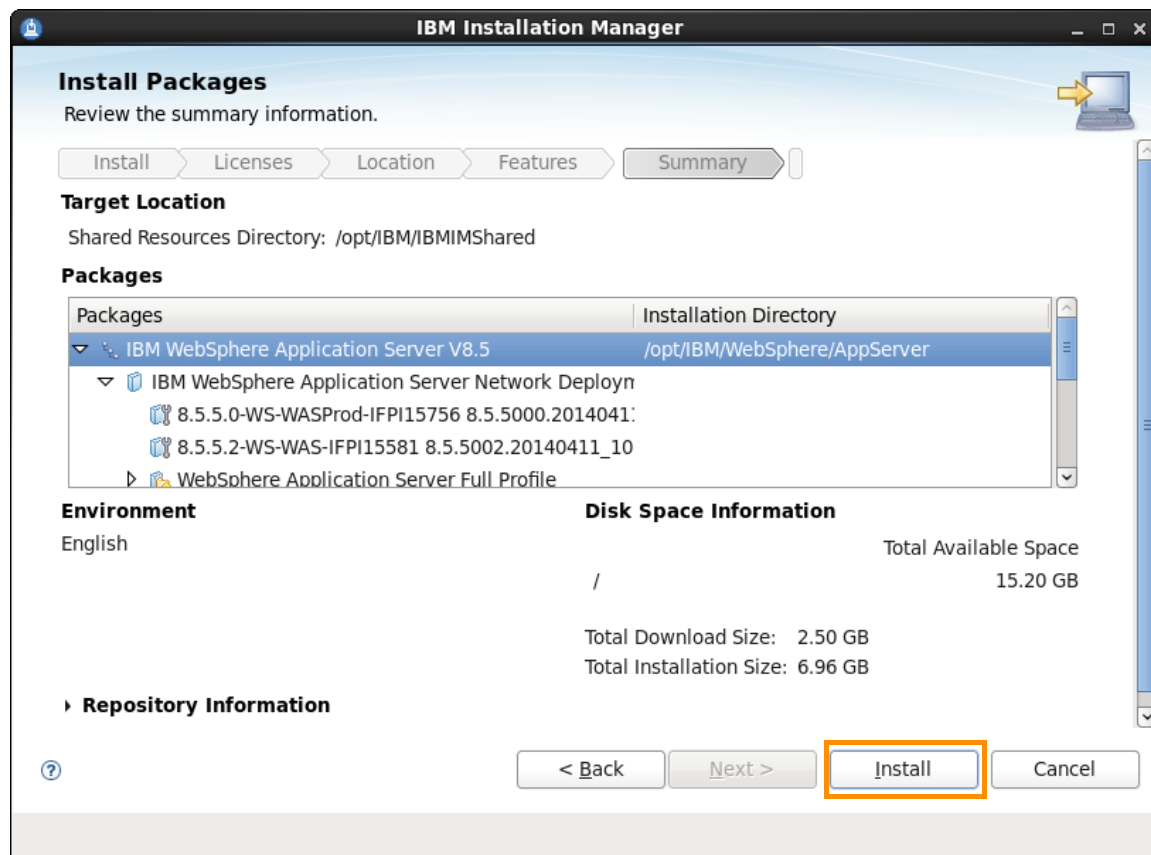 IBM Installation Manager
Install Packages
Review the summary information.
Install Licenses Location Features Summary
Target Location
Shared Resources Directory: /opt/IBM/IBMIMShared
Packages
Packages Installation Directory
IBM WebSphere Application Server V8.5 /opt/IBM/WebSphere/AppServer
IBM WebSphere Application Server Network Deploym
8.5.5.0-WS-WASProd-IFPI15756 8.5.5000.2014041
8.5.5.2-WS-WAS-IFPI15581 8.5.5002.20140411_10
WebSphere Application Server Full Profile
Environment Disk Space Information
English Total Available Space
/ 15.20 GB
Total Download Size: 2.50 GB
Total Installation Size: 6.96 GB
Repository Information
? < Back Next > Install Cancel